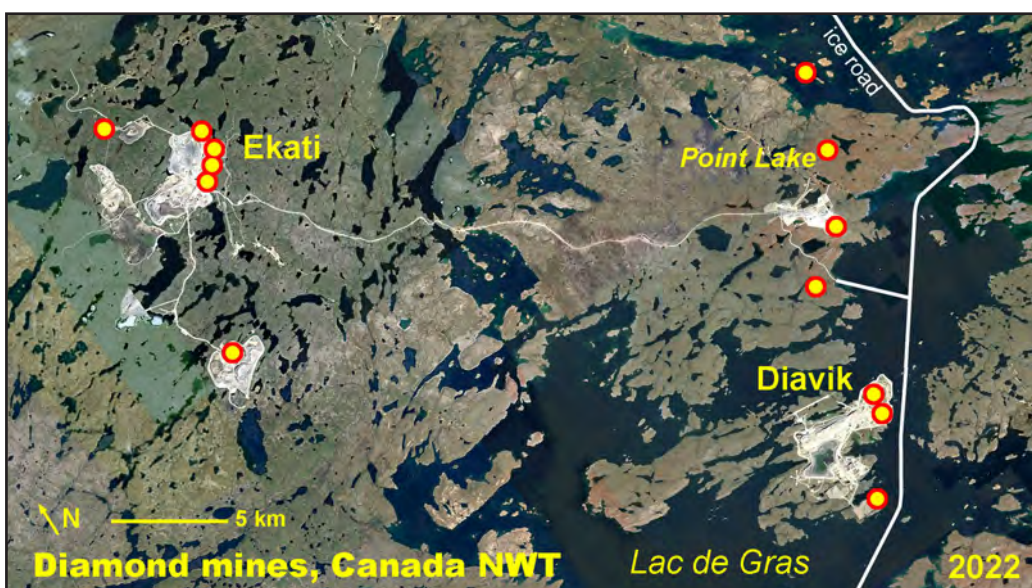 ice road
Ekati
Point Lake
Diavik
N
5 km
Diamond mines, Canada NWT
Lac de Gras
2022